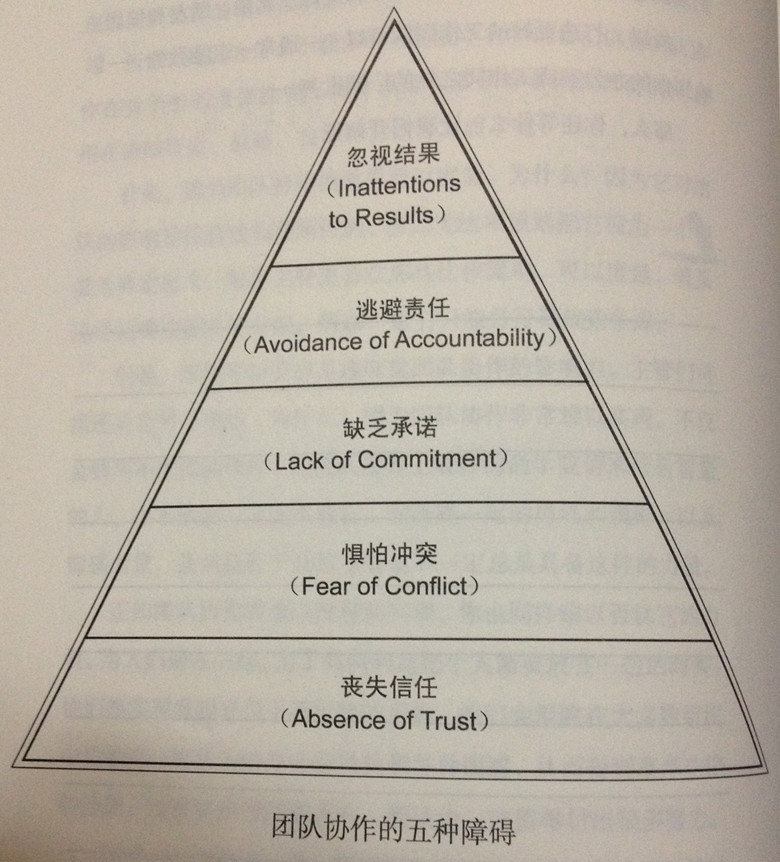 忽视结果
（Inattentions
to Results）
逃避责任
（Avoidance of Accountability）
缺乏承诺
（Lack of Commitment）
惧怕冲突
（Fear of Conflict）
丧失信任
（Absence of Trust）
团队协作的五种障碍